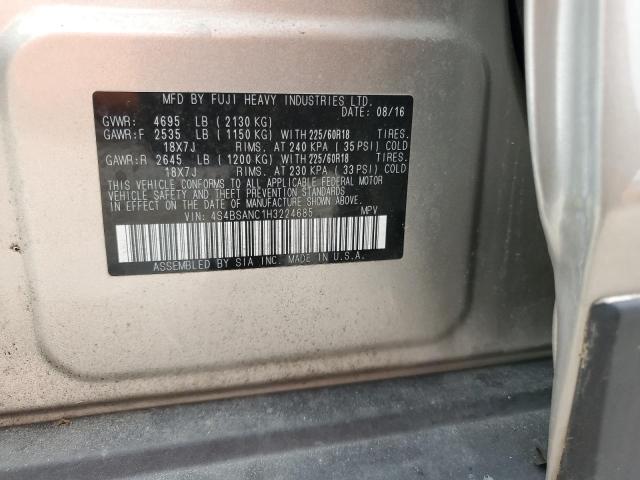 MFD BY FUJI HEAVY INDUSTRIES LTD.
DATE: 08/16
GVWR: 4695 LB (2130 KG)
GAWR:F 2535 LB (1150 KG) WITH 225/60R18 TIRES.
18X7J RIMS. AT 240 KPA (35 PSI) COLD
GAWR:R 2645 LB (1200 KG) WITH 225/60R18 TIRES.
18X7J RIMS. AT 230 KPA (33 PSI) COLD
THIS VEHICLE CONFORMS TO ALL APPLICABLE FEDERAL MOTOR
VEHICLE SAFETY AND THEFT PREVENTION STANDARDS
IN EFFECT ON THE DATE OF MANUFACTURE SHOWN ABOVE.
VIN: 4S4BSANC1H3224685 MPV
ASSEMBLED BY SIA INC. MADE IN U.S.A.